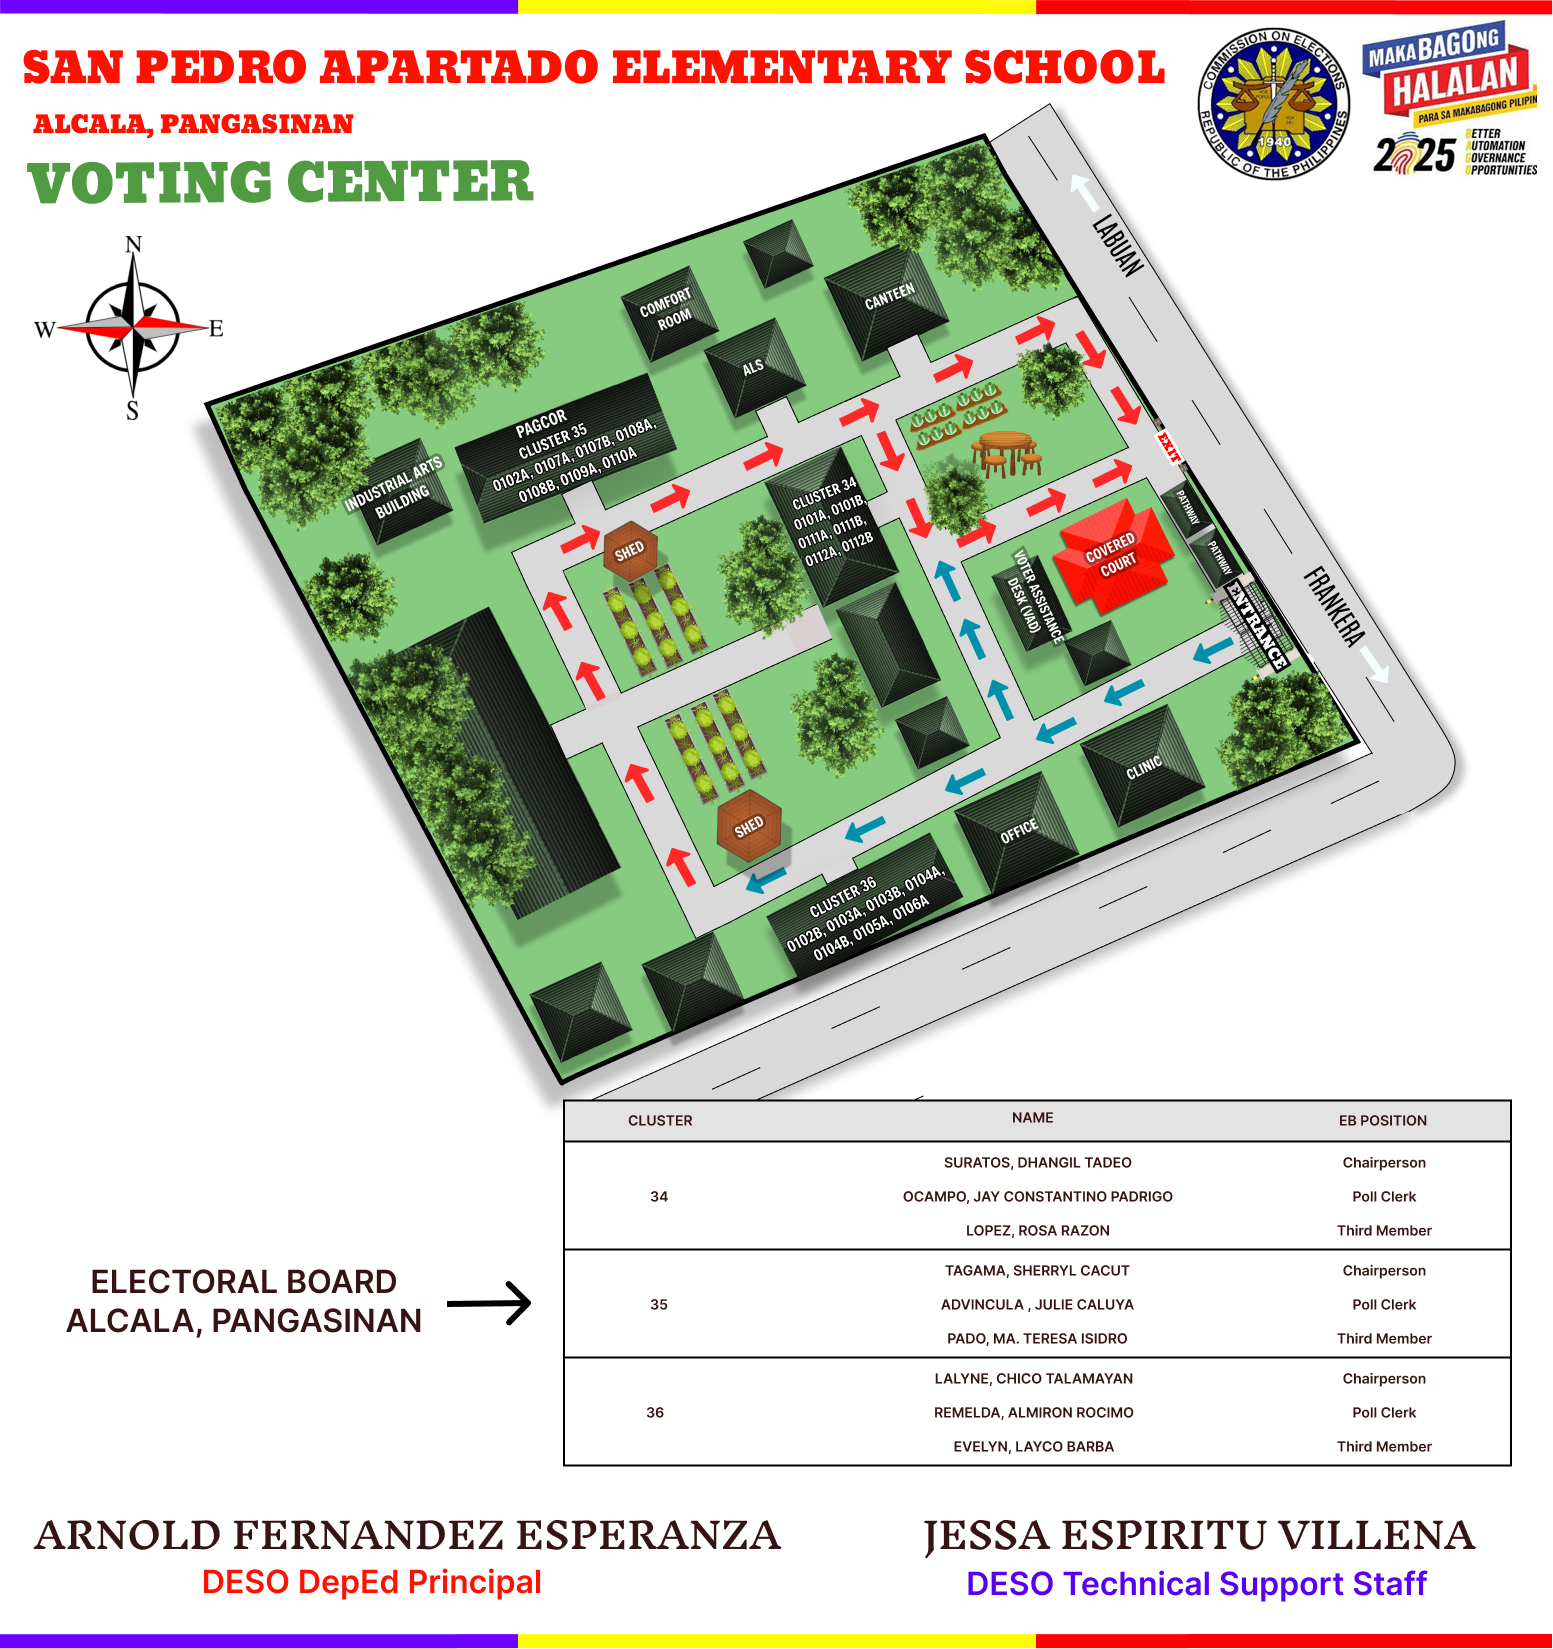 SAN PEDRO APARTADO ELEMENTARY SCHOOL
ALCALA, PANGASINAN
VOTING CENTER
COMMISSION ON ELECTIONS
1940
REPUBLIC OF THE PHILIPPINES
MAKABAGONG
HALALAN
PARA SA MAKABAGONG PILIPIN
2025
BETTER
AUTOMATION
GOVERNANCE
OPPORTUNITIES
N
W
E
S
LABUAN
FRANKERA
COMFORT
ROOM
CANTEEN
ALS
PAGCOR
CLUSTER 35
0102A, 0107A, 0107B, 0108A,
0108B, 0109A, 0110A
INDUSTRIAL ARTS
BUILDING
CLUSTER 34
0101A, 0101B,
0111A, 0111B,
0112A, 0112B
EXIT
PATHWAY
PATHWAY
SHED
COVERED
COURT
VOTER ASSISTANCE
DESK (VAD)
ENTRANCE
CLINIC
OFFICE
SHED
CLUSTER 36
0102B, 0103A, 0103B, 0104A,
0104B, 0105A, 0106A
CLUSTER NAME EB POSITION
SURATOS, DHANGIL TADEO Chairperson
34 OCAMPO, JAY CONSTANTINO PADRIGO Poll Clerk
LOPEZ, ROSA RAZON Third Member
TAGAMA, SHERRYL CACUT Chairperson
35 ADVINCULA , JULIE CALUYA Poll Clerk
PADO, MA. TERESA ISIDRO Third Member
LALYNE, CHICO TALAMAYAN Chairperson
36 REMELDA, ALMIRON ROCIMO Poll Clerk
EVELYN, LAYCO BARBA Third Member
ELECTORAL BOARD
ALCALA, PANGASINAN
ARNOLD FERNANDEZ ESPERANZA
DESO DepEd Principal
JESSA ESPIRITU VILLENA
DESO Technical Support Staff